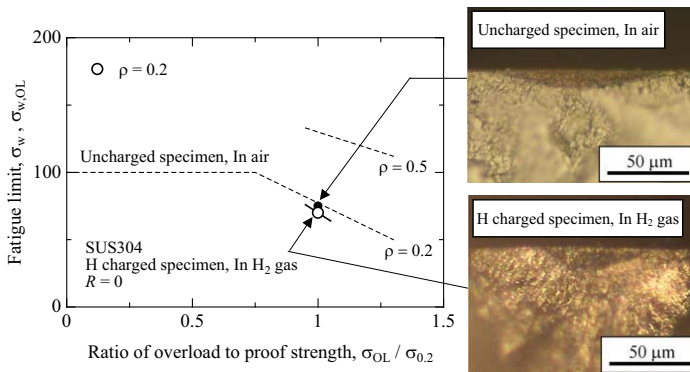 Uncharged specimen, In air
50 μm
H charged specimen, In H₂ gas
50 μm
Fatigue limit, σw , σw,OL
200
100
0
0
0.5
1
1.5
Ratio of overload to proof strength, σOL / σ0.2
ρ = 0.2
Uncharged specimen, In air
ρ = 0.5
ρ = 0.2
SUS304
H charged specimen, In H₂ gas
R = 0